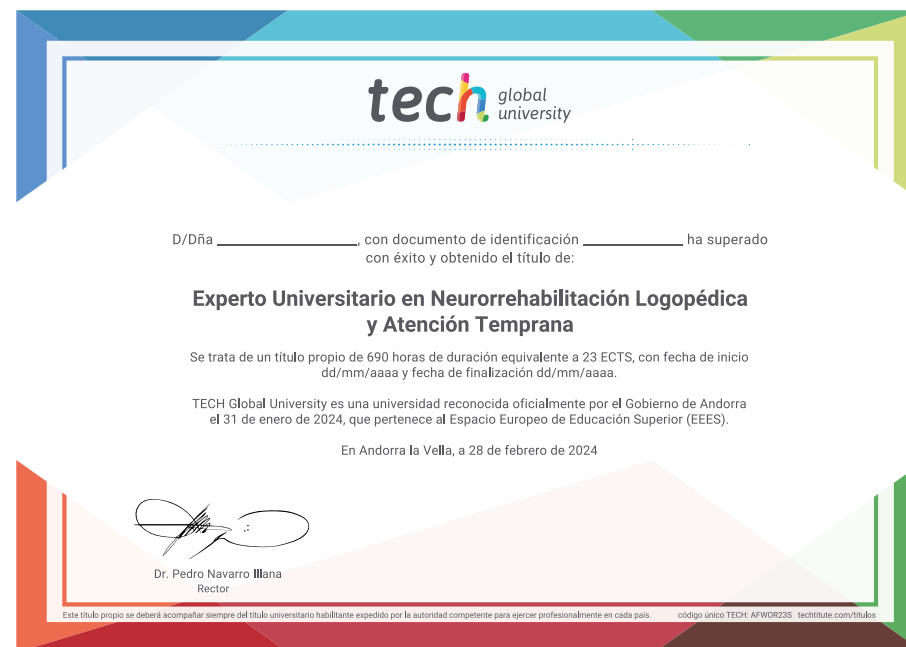 tech global
university
D/Dña ________________, con documento de identificación ____________ ha superado
con éxito y obtenido el título de:
Experto Universitario en Neurorrehabilitación Logopédica
y Atención Temprana
Se trata de un título propio de 690 horas de duración equivalente a 23 ECTS, con fecha de inicio
dd/mm/aaaa y fecha de finalización dd/mm/aaaa.
TECH Global University es una universidad reconocida oficialmente por el Gobierno de Andorra
el 31 de enero de 2024, que pertenece al Espacio Europeo de Educación Superior (EEES).
En Andorra la Vella, a 28 de febrero de 2024
Dr. Pedro Navarro Illana
Rector
Este título propio se deberá acompañar siempre del título universitario habilitante expedido por la autoridad competente para ejercer profesionalmente en cada país. código único TECH: AFWOR23S techtitute.com/titulos